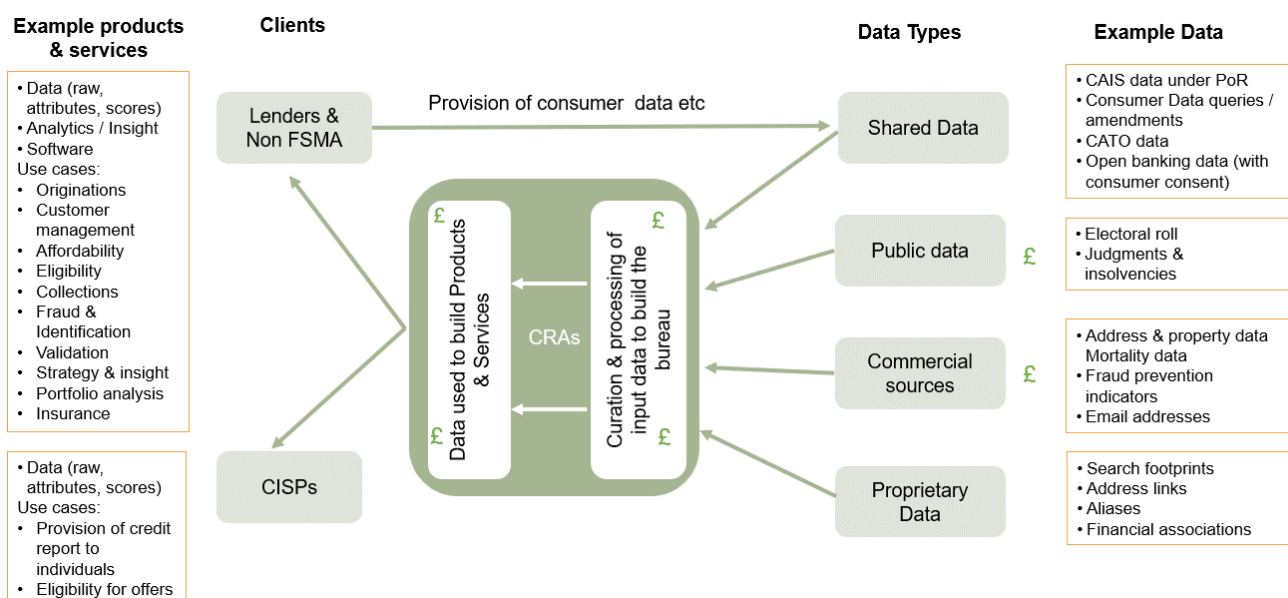 Example products
& services
• Data (raw,
attributes, scores)
• Analytics / Insight
• Software
Use cases:
• Originations
• Customer
management
• Affordability
• Eligibility
• Collections
• Fraud &
Identification
• Validation
• Strategy & insight
• Portfolio analysis
• Insurance
• Data (raw,
attributes, scores)
Use cases:
• Provision of credit
report to
individuals
• Eligibility for offers
Clients
Lenders &
Non FSMA
CISPs
Provision of consumer data etc
£
£
Data used to build Products
& Services
CRAs
£
£
Curation & processing of
input data to build the
bureau
Data Types
Shared Data
Public data
£
Commercial
sources
£
Proprietary
Data
Example Data
• CAIS data under PoR
• Consumer Data queries /
amendments
• CATO data
• Open banking data (with
consumer consent)
• Electoral roll
• Judgments &
insolvencies
• Address & property data
Mortality data
• Fraud prevention
indicators
• Email addresses
• Search footprints
• Address links
• Aliases
• Financial associations